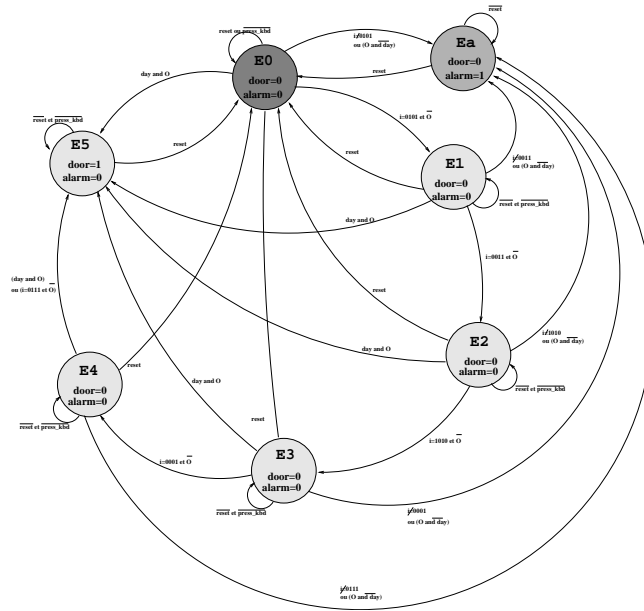 reset
reset ou press_kbd
i≠0101
ou (O and day)
Ea
door=0
alarm=1
E0
door=0
alarm=0
reset
day and O
i=0101 et O
reset et press_kbd
E5
door=1
alarm=0
reset
reset
E1
door=0
alarm=0
i≠0011
ou (O and day)
reset et press_kbd
day and O
i=0011 et O
(day and O)
ou (i=0111 et O)
reset
i≠1010
ou (O and day)
E2
door=0
alarm=0
day and O
E4
door=0
alarm=0
reset
day and O
reset et press_kbd
reset
reset et press_kbd
i=1010 et O
E3
door=0
alarm=0
i=0001 et O
reset et press_kbd
i≠0001
ou (O and day)
i≠0111
ou (O and day)